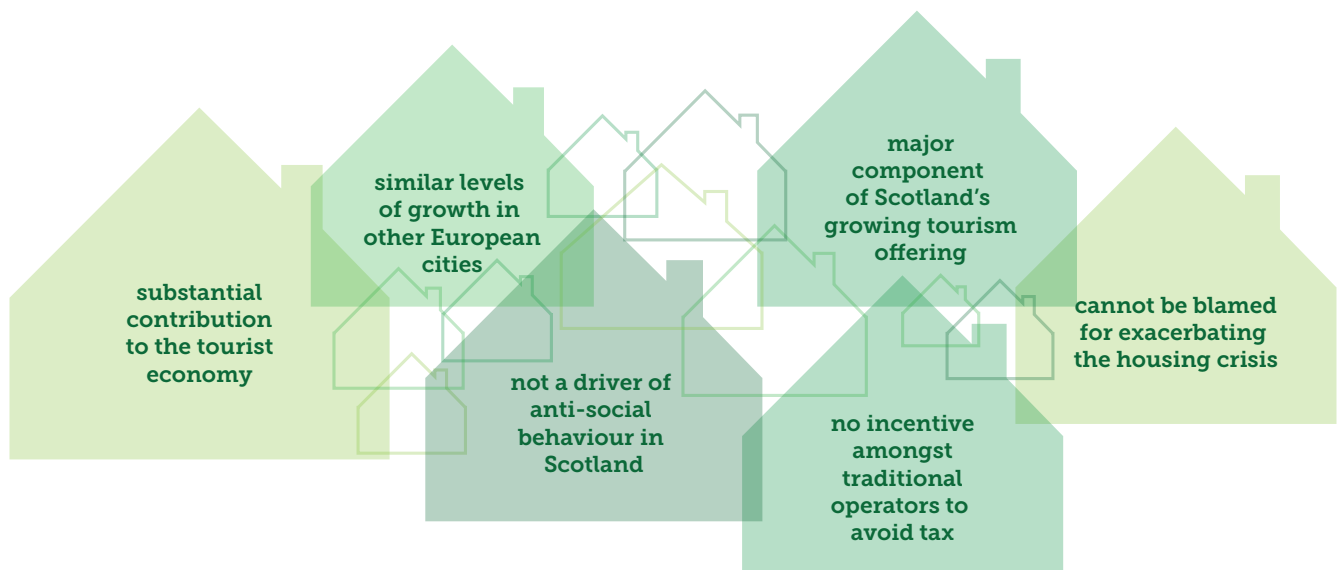 substantial
contribution
to the tourist
economy
similar levels
of growth in
other European
cities
not a driver of
anti-social
behaviour in
Scotland
major
component
of Scotland’s
growing tourism
offering
no incentive
amongst
traditional
operators to
avoid tax
cannot be blamed
for exacerbating
the housing crisis